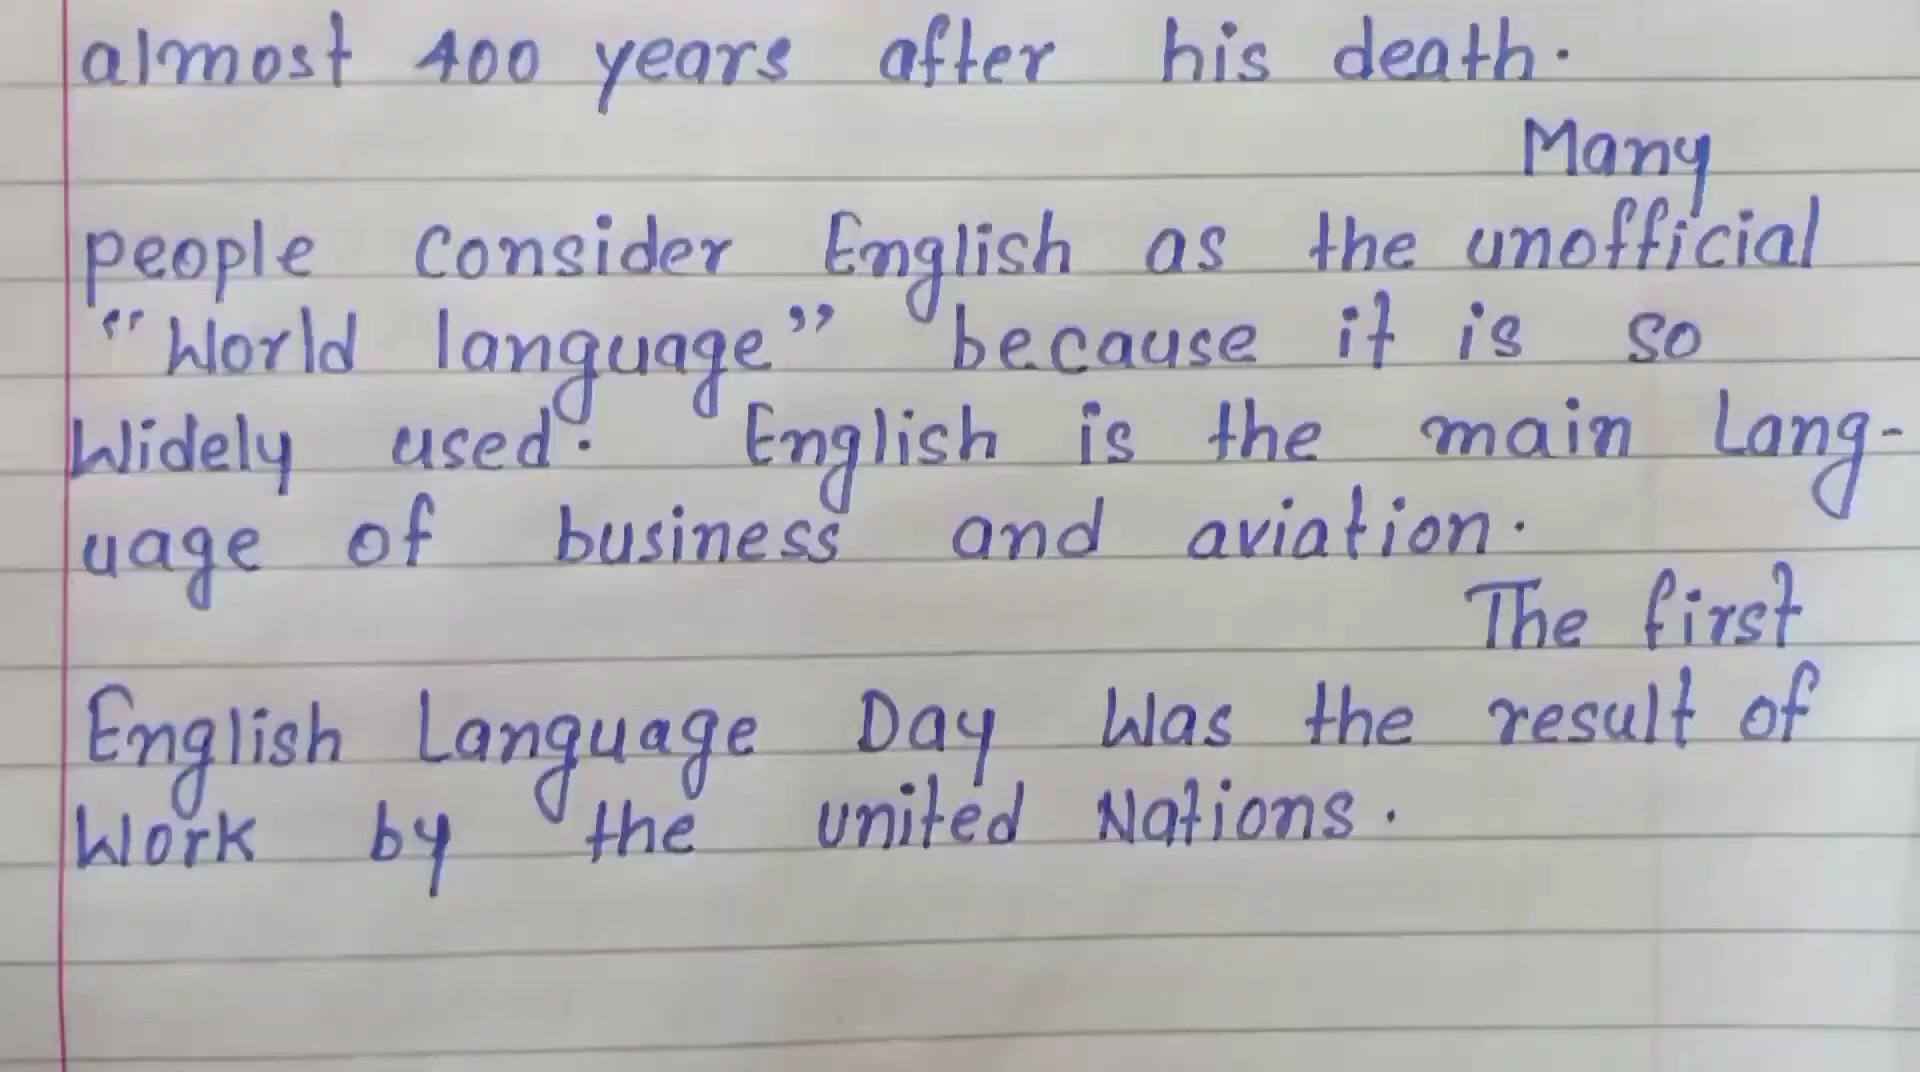 almost 400 years after his death.
Many
people consider English as the unofficial
"World language" because it is so
Widely used. English is the main Lang-
uage of business and aviation.
The first
English Language Day Was the result of
Work by the united Nations.